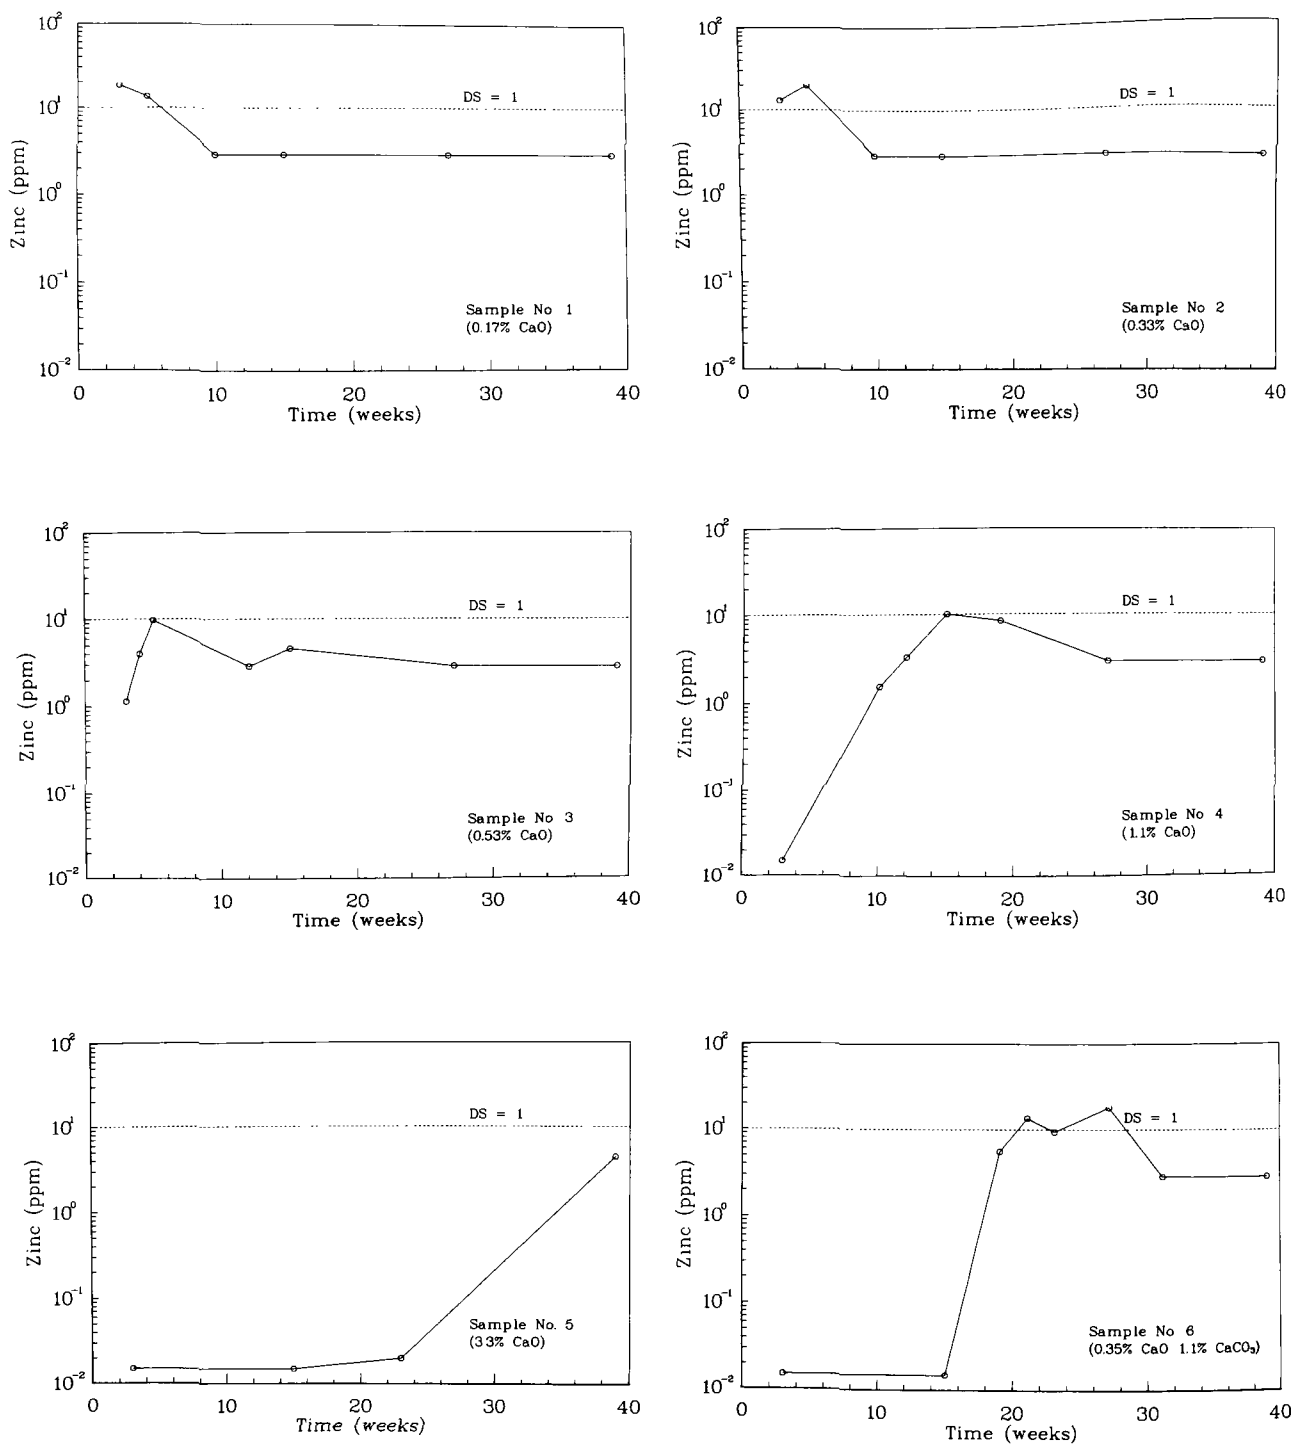 10²
10¹
10⁰
10⁻¹
10⁻²
Zinc (ppm)
DS = 1
Sample No 1
(0.17% CaO)
0 10 20 30 40
Time (weeks)
10²
10¹
10⁰
10⁻¹
10⁻²
Zinc (ppm)
DS = 1
Sample No 2
(0.33% CaO)
0 10 20 30 40
Time (weeks)
10²
10¹
10⁰
10⁻¹
10⁻²
Zinc (ppm)
DS = 1
Sample No 3
(0.53% CaO)
0 10 20 30 40
Time (weeks)
10²
10¹
10⁰
10⁻¹
10⁻²
Zinc (ppm)
DS = 1
Sample No 4
(1.1% CaO)
0 10 20 30 40
Time (weeks)
10²
10¹
10⁰
10⁻¹
10⁻²
Zinc (ppm)
DS = 1
Sample No. 5
(3.3% CaO)
0 10 20 30 40
Time (weeks)
10²
10¹
10⁰
10⁻¹
10⁻²
Zinc (ppm)
DS = 1
Sample No 6
(0.35% CaO 1.1% CaCO₃)
0 10 20 30 40
Time (weeks)